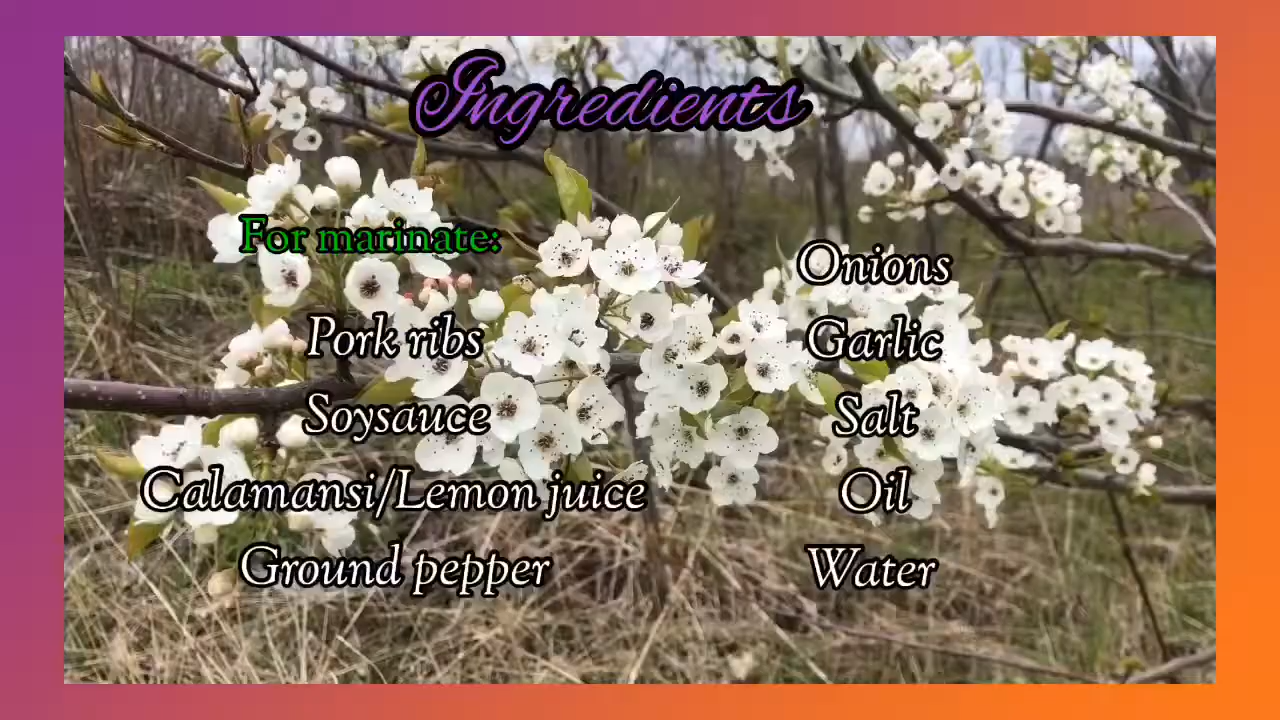 Ingredients
For marinate:
Pork ribs
Soysauce
Calamansi/Lemon juice
Ground pepper
Onions
Garlic
Salt
Oil
Water